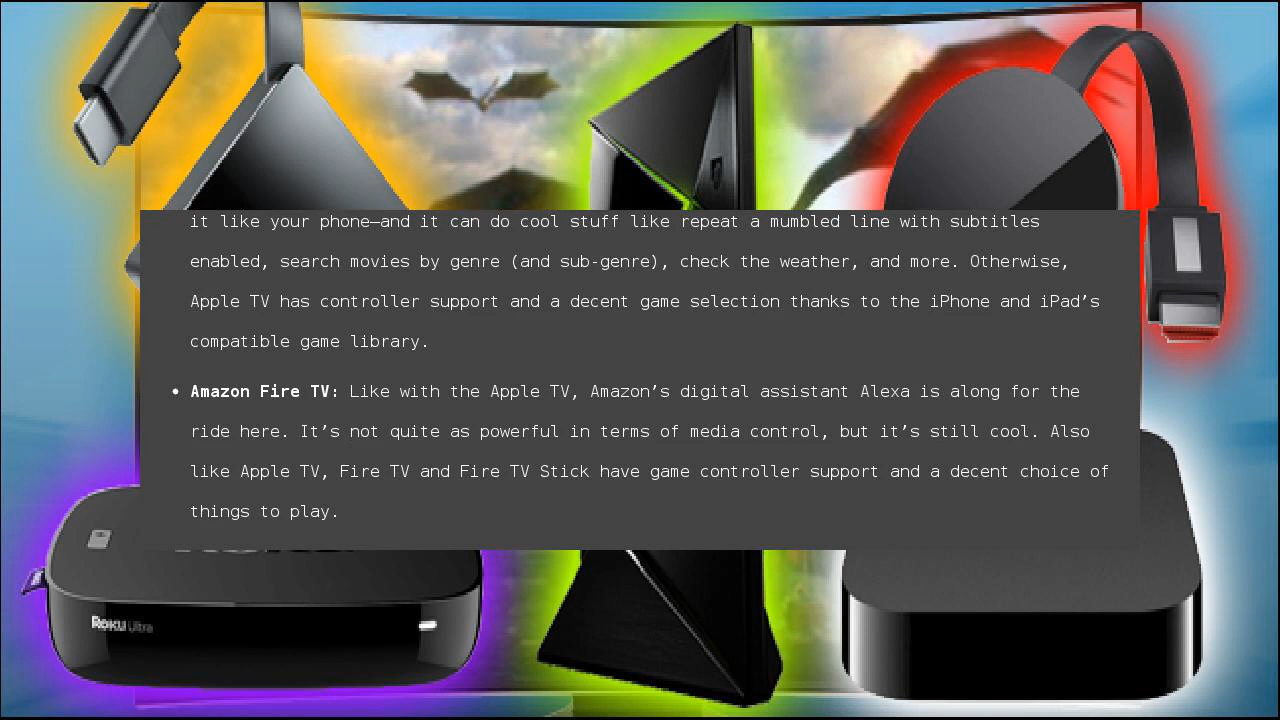 it like your phone—and it can do cool stuff like repeat a mumbled line with subtitles
enabled, search movies by genre (and sub-genre), check the weather, and more. Otherwise,
Apple TV has controller support and a decent game selection thanks to the iPhone and iPad’s
compatible game library.
• Amazon Fire TV: Like with the Apple TV, Amazon’s digital assistant Alexa is along for the
ride here. It’s not quite as powerful in terms of media control, but it’s still cool. Also
like Apple TV, Fire TV and Fire TV Stick have game controller support and a decent choice of
things to play.
Roku Ultra